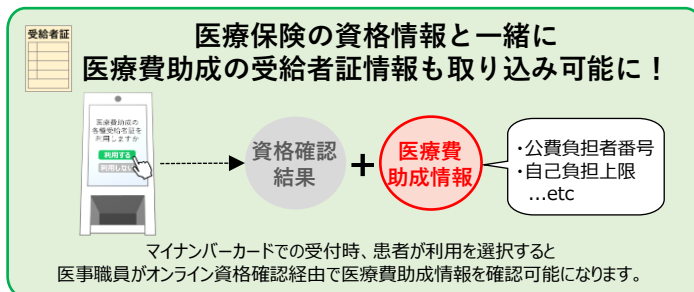 受給者証
医療保険の資格情報と一緒に
医療費助成の受給者証情報も取り込み可能に！
医療費助成の
各種受給者証を
利用しますか
利用する
利用しない
資格確認
結果
+
医療費
助成情報
・公費負担者番号
・自己負担上限
...etc
マイナンバーカードでの受付時、患者が利用を選択すると
医事職員がオンライン資格確認経由で医療費助成情報を確認可能になります。